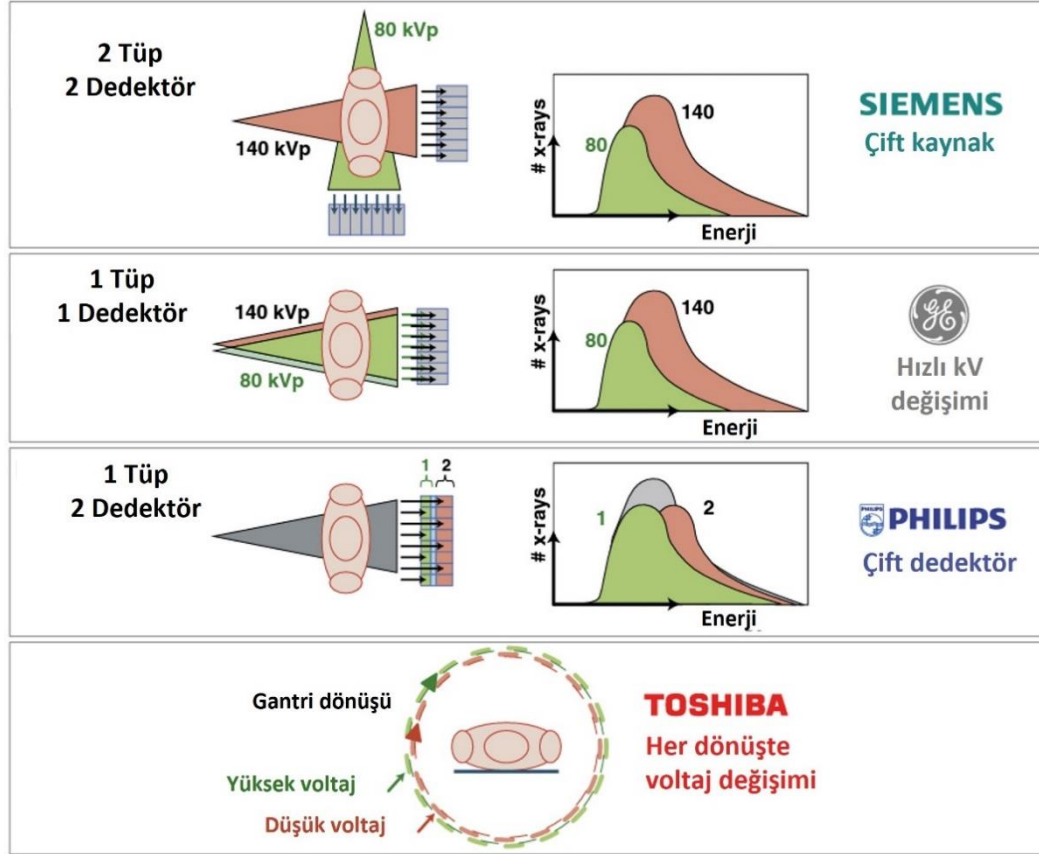 2 Tüp
2 Dedektör
80 kVp
140 kVp
# x-rays
80
140
Enerji
SIEMENS
Çift kaynak
1 Tüp
1 Dedektör
140 kVp
80 kVp
# x-rays
80
140
Enerji
GE
Hızlı kV
değişimi
1 Tüp
2 Dedektör
1 2
# x-rays
1
2
Enerji
PHILIPS
Çift dedektör
Gantri dönüşü
Yüksek voltaj
Düşük voltaj
TOSHIBA
Her dönüşte
voltaj değişimi